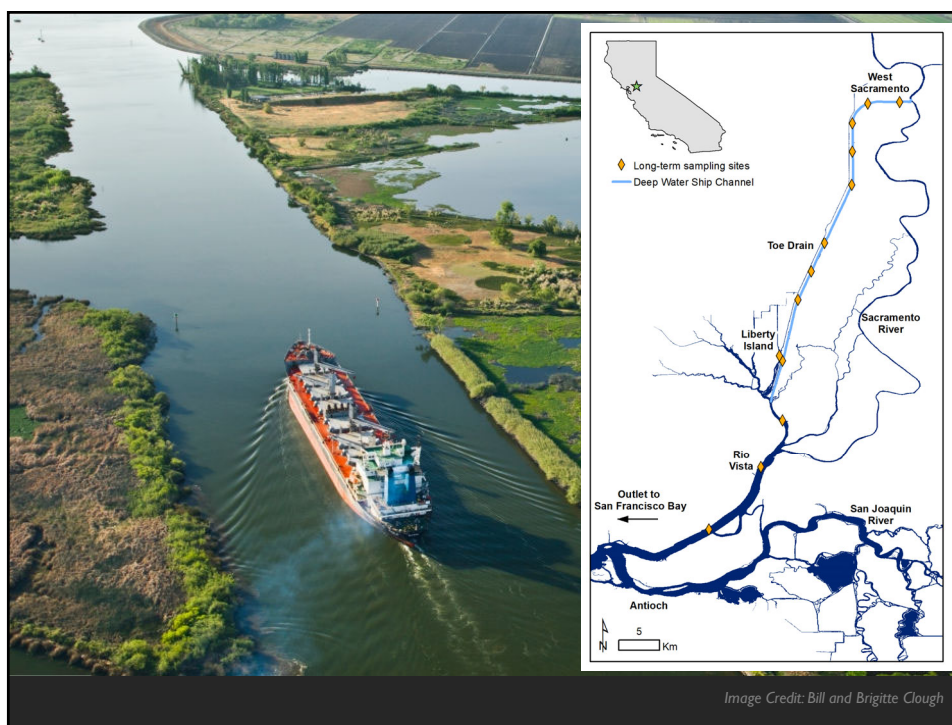 West
Sacramento
Long-term sampling sites
Deep Water Ship Channel
Toe Drain
Sacramento
River
Liberty
Island
Rio
Vista
Outlet to
San Francisco Bay
San Joaquin
River
Antioch
N
5
Km
Image Credit: Bill and Brigitte Clough